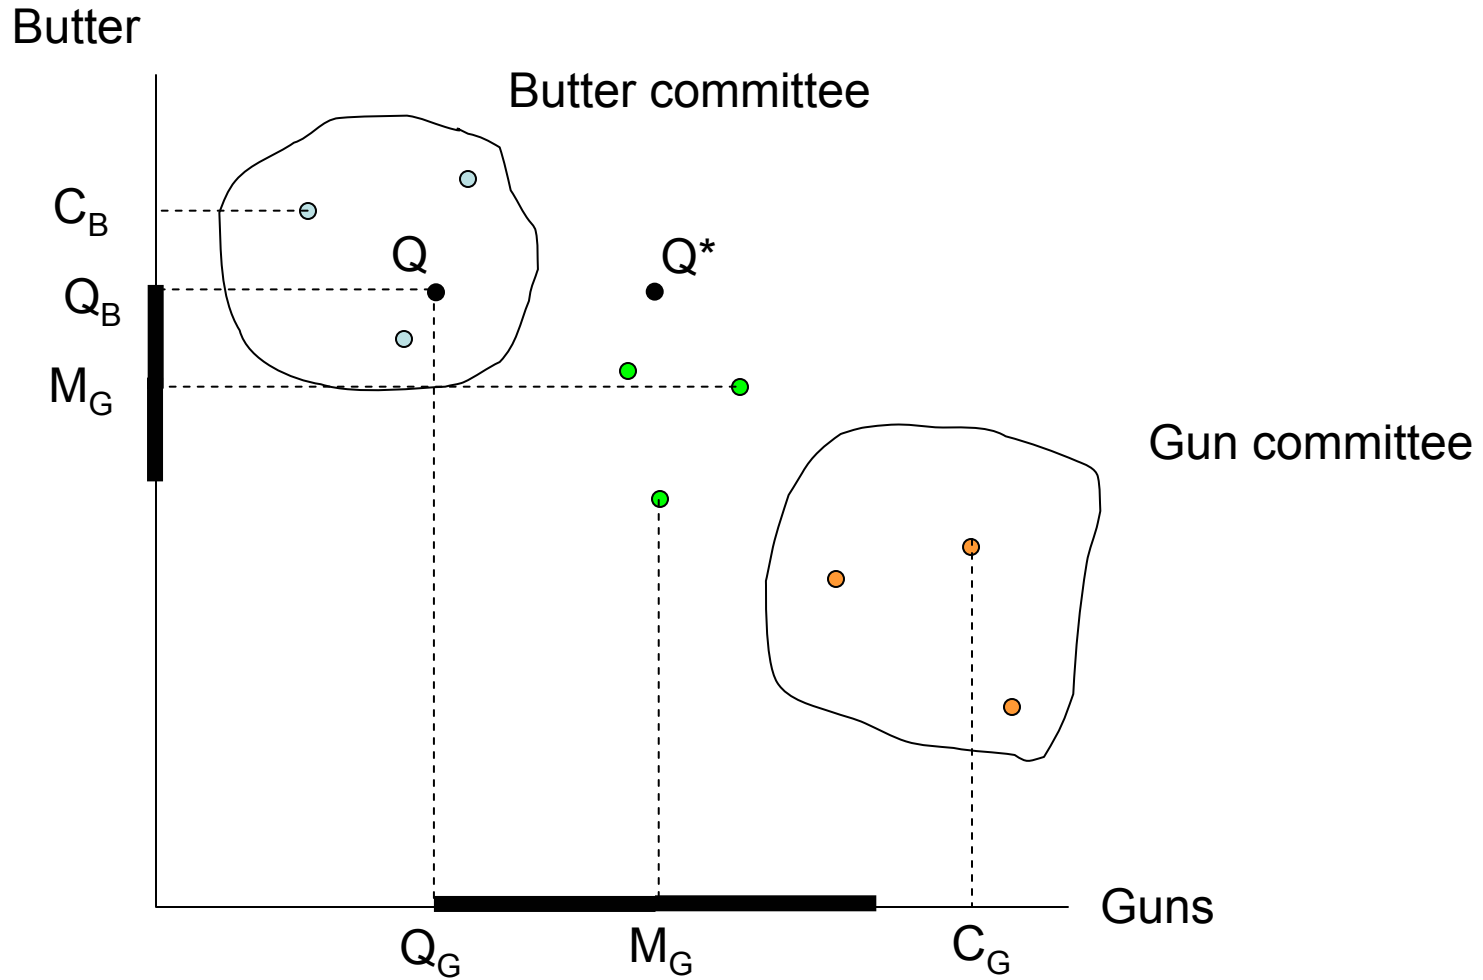 Butter
Butter committee
C_B
Q
Q*
Q_B
M_G
Gun committee
Guns
Q_G
M_G
C_G